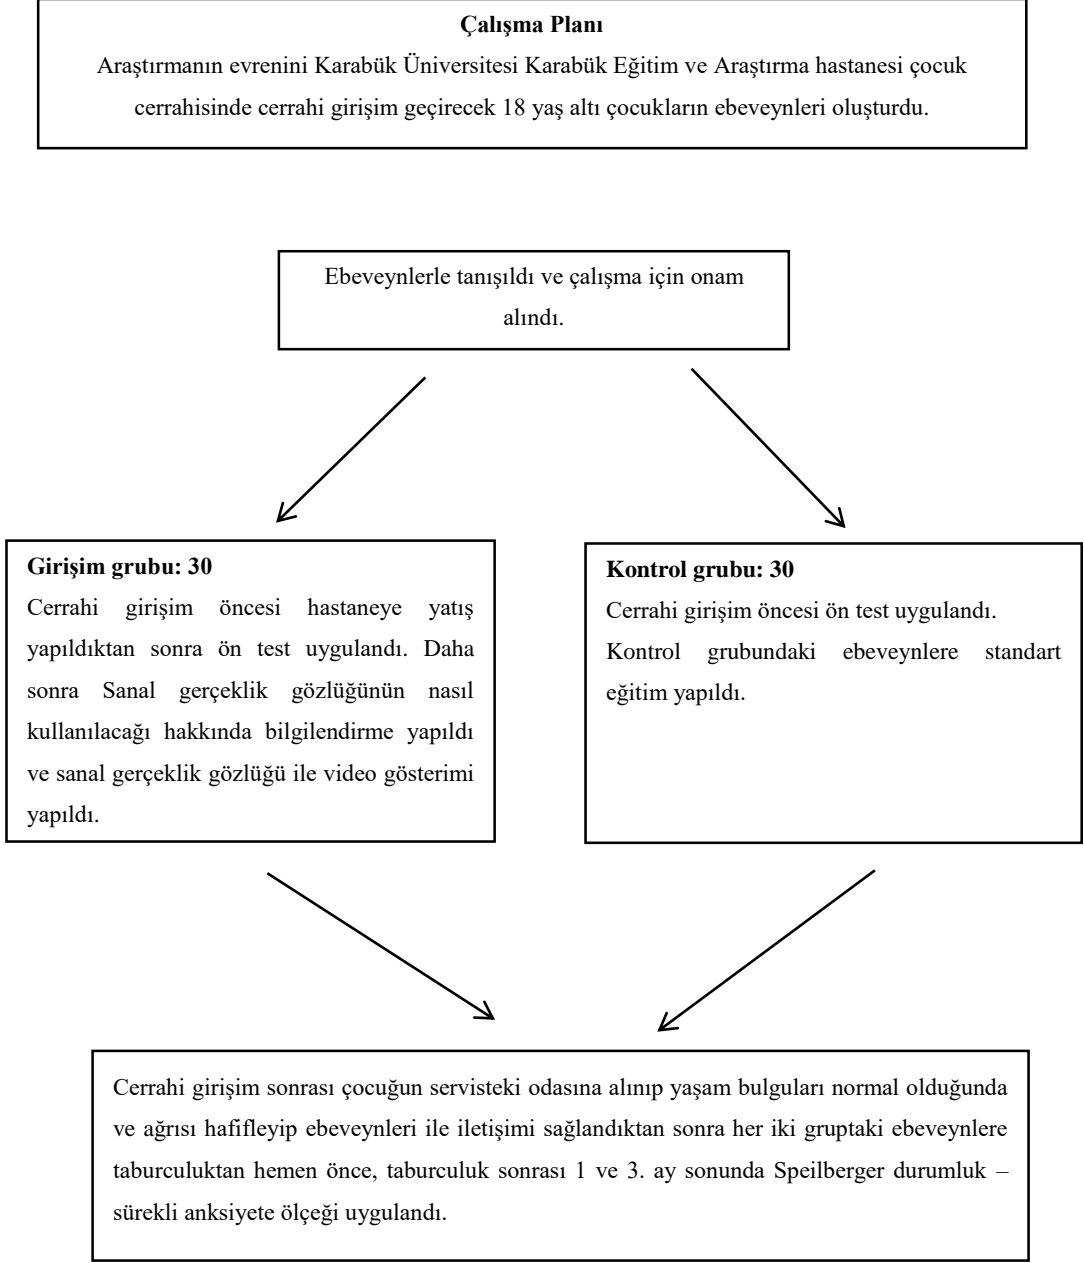 Çalışma Planı
Araştırmanın evrenini Karabük Üniversitesi Karabük Eğitim ve Araştırma hastanesi çocuk
cerrahisinde cerrahi girişim geçirecek 18 yaş altı çocukların ebeveynleri oluşturdu.
Ebeveynlerle tanışıldı ve çalışma için onam
alındı.
Girişim grubu: 30
Cerrahi girişim öncesi hastaneye yatış
yapıldıktan sonra ön test uygulandı. Daha
sonra Sanal gerçeklik gözlüğünün nasıl
kullanılacağı hakkında bilgilendirme yapıldı
ve sanal gerçeklik gözlüğü ile video gösterimi
yapıldı.
Kontrol grubu: 30
Cerrahi girişim öncesi ön test uygulandı.
Kontrol grubundaki ebeveynlere standart
eğitim yapıldı.
Cerrahi girişim sonrası çocuğun servisteki odasına alınıp yaşam bulguları normal olduğunda
ve ağrısı hafifleyip ebeveynleri ile iletişimi sağlandıktan sonra her iki gruptaki ebeveynlere
taburculuktan hemen önce, taburculuk sonrası 1 ve 3. ay sonunda Speilberger durumluk –
sürekli anksiyete ölçeği uygulandı.